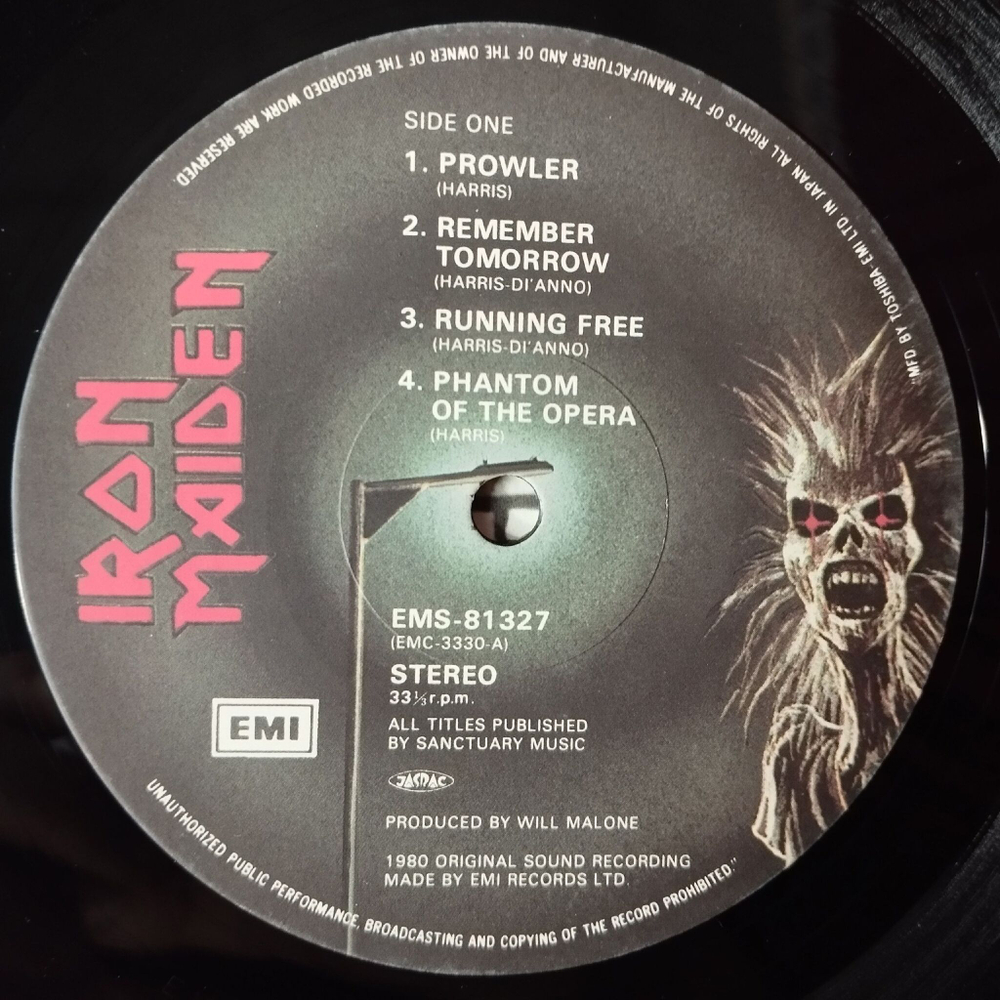 "MFD. BY TOSHIBA-EMI LTD. IN JAPAN. ALL RIGHTS OF THE MANUFACTURER AND OF THE OWNER OF THE RECORDED WORK ARE RESERVED.
SIDE ONE
1. PROWLER
(HARRIS)
2. REMEMBER
TOMORROW
(HARRIS-DI'ANNO)
3. RUNNING FREE
(HARRIS-DI'ANNO)
4. PHANTOM
OF THE OPERA
(HARRIS)
IRON
MAIDEN
EMS-81327
(EMC-3330-A)
STEREO
33⅓ r.p.m.
EMI
ALL TITLES PUBLISHED
BY SANCTUARY MUSIC
JASRAC
PRODUCED BY WILL MALONE
1980 ORIGINAL SOUND RECORDING
MADE BY EMI RECORDS LTD.
UNAUTHORIZED PUBLIC PERFORMANCE, BROADCASTING AND COPYING OF THE RECORD PROHIBITED."